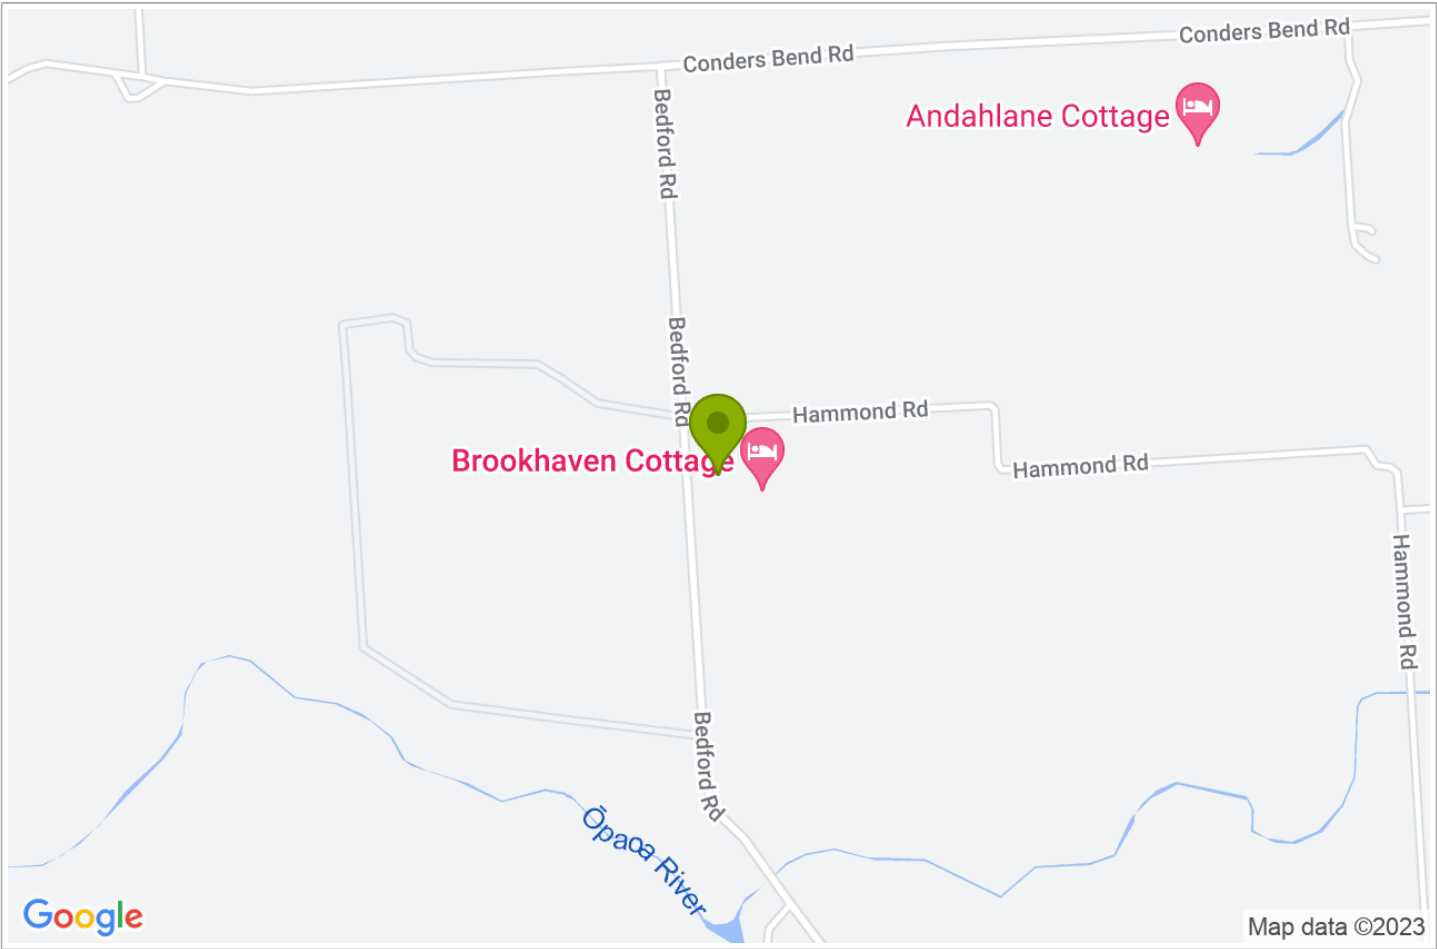 Conders Bend Rd
Conders Bend Rd
Bedford Rd
Andahlane Cottage
Bedford Rd
Hammond Rd
Brookhaven Cottage
Hammond Rd
Hammond Rd
Bedford Rd
Ōpaoa River
Google
Map data ©2023